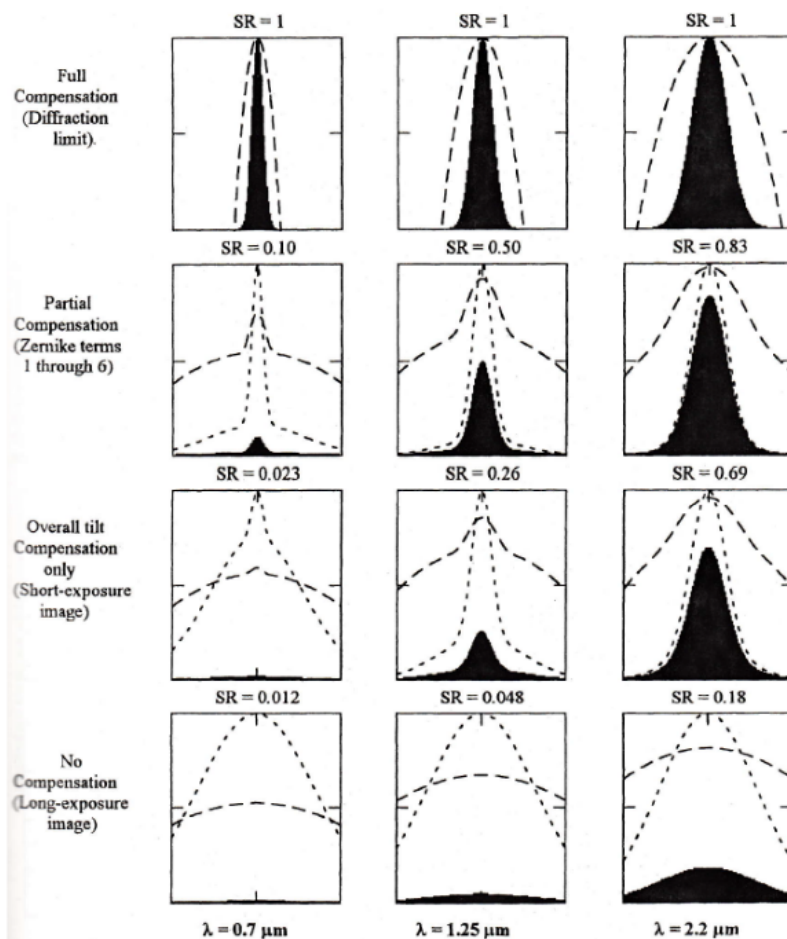 SR = 1
SR = 1
SR = 1
Full
Compensation
(Diffraction
limit).
SR = 0.10
SR = 0.50
SR = 0.83
Partial
Compensation
(Zernike terms
1 through 6)
SR = 0.023
SR = 0.26
SR = 0.69
Overall tilt
Compensation
only
(Short-exposure
image)
SR = 0.012
SR = 0.048
SR = 0.18
No
Compensation
(Long-exposure
image)
λ = 0.7 μm
λ = 1.25 μm
λ = 2.2 μm